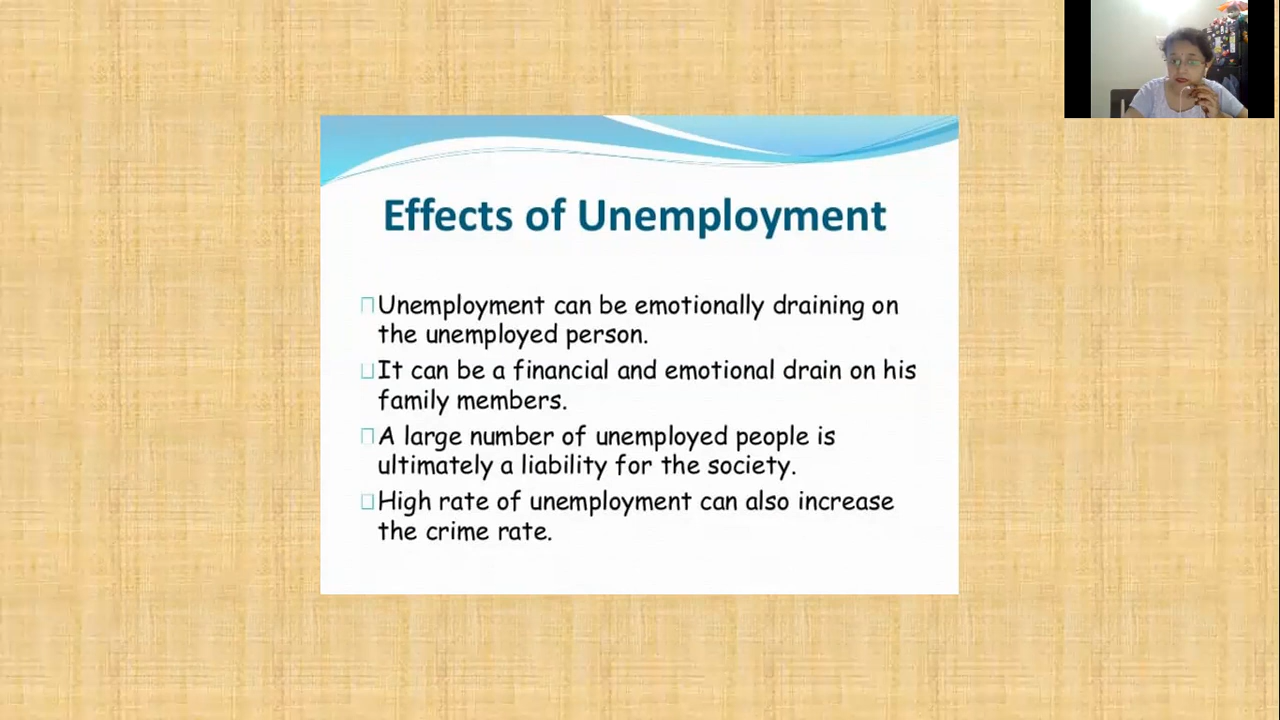 Effects of Unemployment
Unemployment can be emotionally draining on
the unemployed person.
It can be a financial and emotional drain on his
family members.
A large number of unemployed people is
ultimately a liability for the society.
High rate of unemployment can also increase
the crime rate.